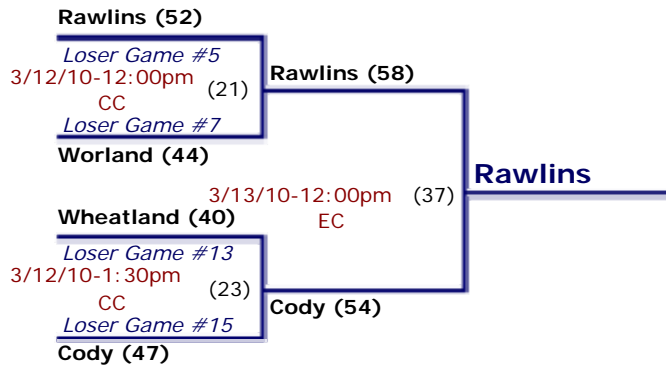 Rawlins (52)
Loser Game #5
3/12/10-12:00pm (21)
CC
Loser Game #7
Worland (44)
Rawlins (58)
Rawlins
3/13/10-12:00pm (37)
EC
Wheatland (40)
Loser Game #13
3/12/10-1:30pm (23)
CC
Loser Game #15
Cody (47)
Cody (54)